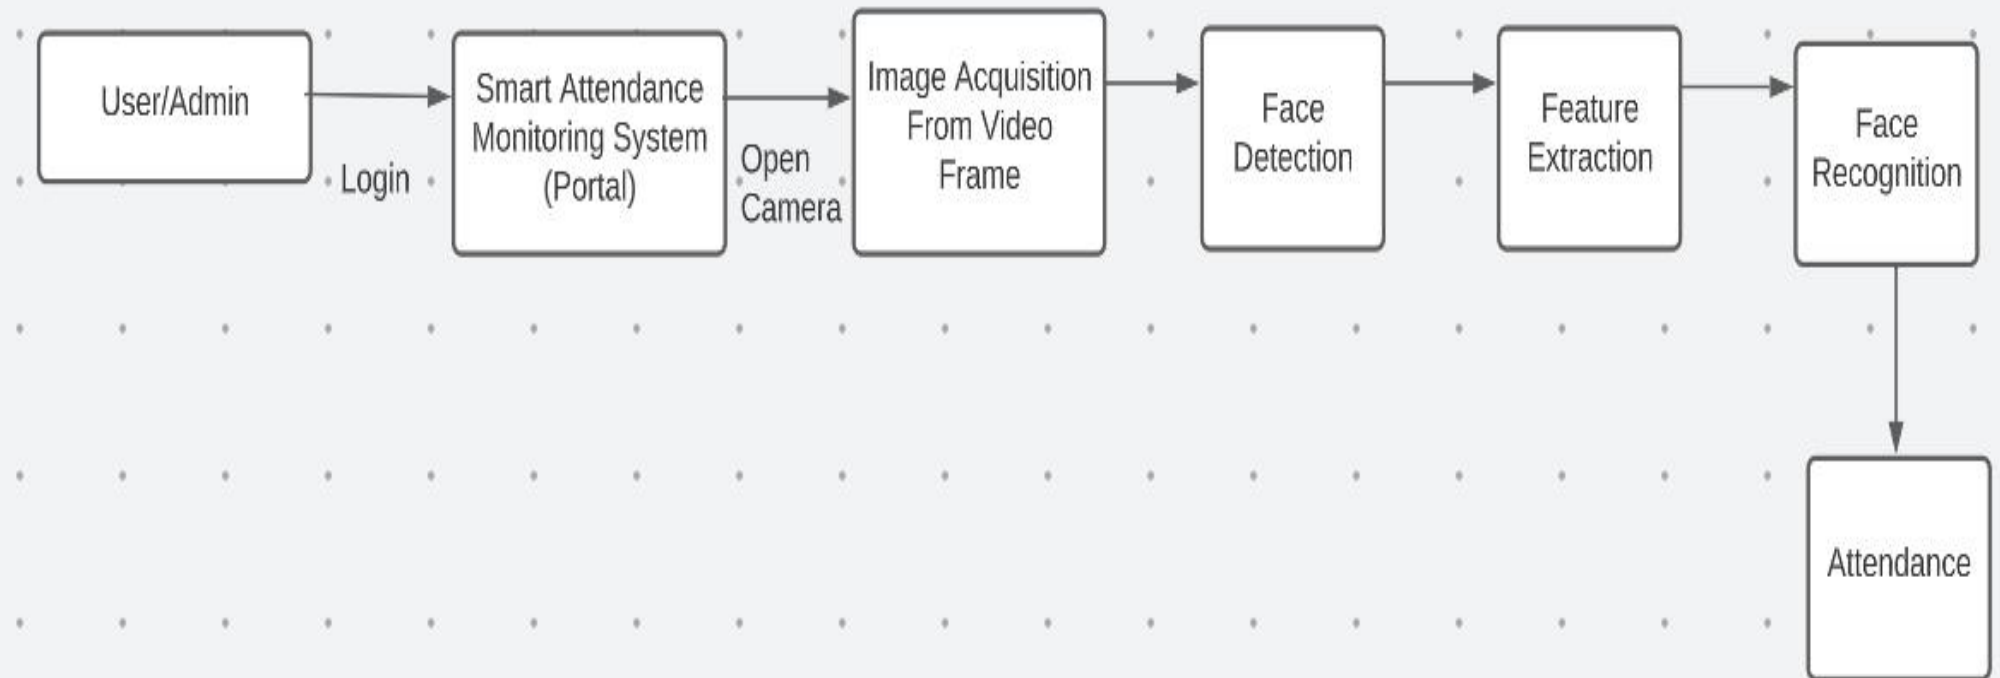 User/Admin
Login
Smart Attendance
Monitoring System
(Portal)
Open
Camera
Image Acquisition
From Video
Frame
Face
Detection
Feature
Extraction
Face
Recognition
Attendance